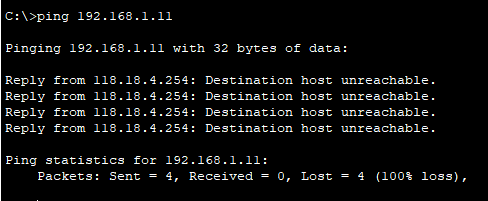 C:\>ping 192.168.1.11
Pinging 192.168.1.11 with 32 bytes of data:
Reply from 118.18.4.254: Destination host unreachable.
Reply from 118.18.4.254: Destination host unreachable.
Reply from 118.18.4.254: Destination host unreachable.
Reply from 118.18.4.254: Destination host unreachable.
Ping statistics for 192.168.1.11:
    Packets: Sent = 4, Received = 0, Lost = 4 (100% loss),